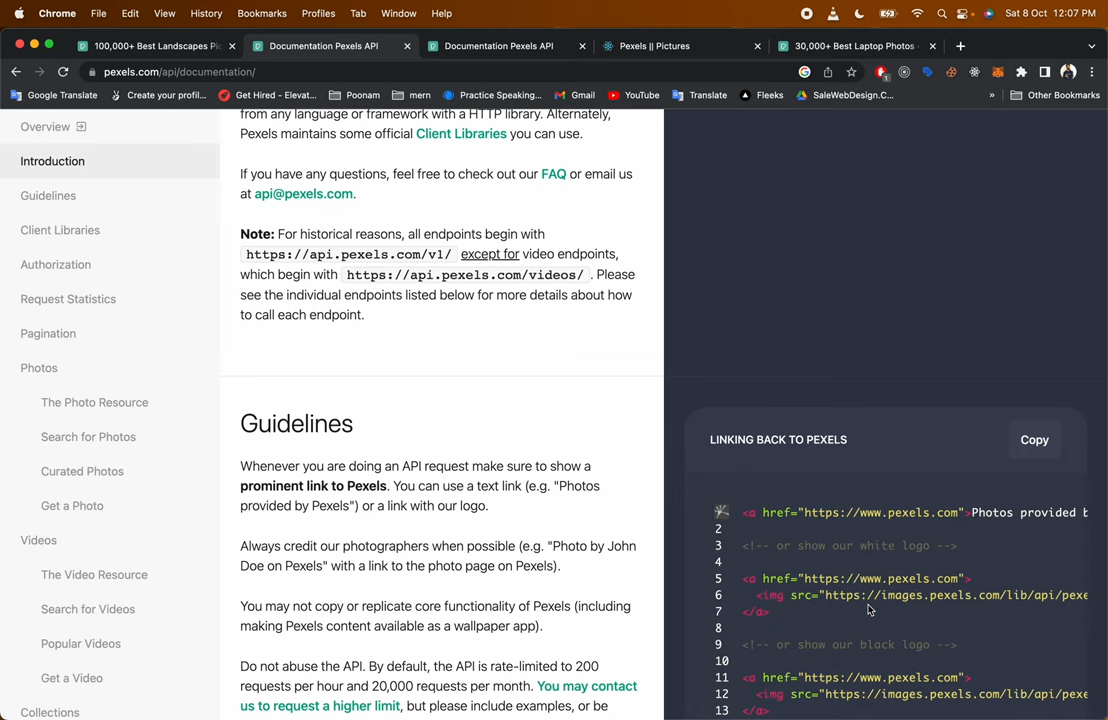 Chrome File Edit View History Bookmarks Profiles Tab Window Help Sat 8 Oct 12:07 PM
100,000+ Best Landscapes Pic Documentation Pexels API Documentation Pexels API Pexels || Pictures 30,000+ Best Laptop Photos
pexels.com/api/documentation/ 1
Google Translate Create your profil... Get Hired - Elevat... Poonam mern Practice Speaking... Gmail YouTube Translate Fleeks SaleWebDesign.C... » Other Bookmarks
Overview
Introduction
Guidelines
Client Libraries
Authorization
Request Statistics
Pagination
Photos
The Photo Resource
Search for Photos
Curated Photos
Get a Photo
Videos
The Video Resource
Search for Videos
Popular Videos
Get a Video
Collections
from any language or framework with a HTTP library. Alternately,
Pexels maintains some official Client Libraries you can use.
If you have any questions, feel free to check out our FAQ or email us
at api@pexels.com.
Note: For historical reasons, all endpoints begin with
https://api.pexels.com/v1/ except for video endpoints,
which begin with https://api.pexels.com/videos/ . Please
see the individual endpoints listed below for more details about how
to call each endpoint.
Guidelines
Whenever you are doing an API request make sure to show a
prominent link to Pexels. You can use a text link (e.g. "Photos
provided by Pexels") or a link with our logo.
Always credit our photographers when possible (e.g. "Photo by John
Doe on Pexels" with a link to the photo page on Pexels).
You may not copy or replicate core functionality of Pexels (including
making Pexels content available as a wallpaper app).
Do not abuse the API. By default, the API is rate-limited to 200
requests per hour and 20,000 requests per month. You may contact
us to request a higher limit, but please include examples, or be
LINKING BACK TO PEXELS Copy
<a href="https://www.pexels.com">Photos provided b
2
3 <!-- or show our white logo -->
4
5 <a href="https://www.pexels.com">
6 <img src="https://images.pexels.com/lib/api/pexe
7 </a>
8
9 <!-- or show our black logo -->
10
11 <a href="https://www.pexels.com">
12 <img src="https://images.pexels.com/lib/api/pexe
13 </a>